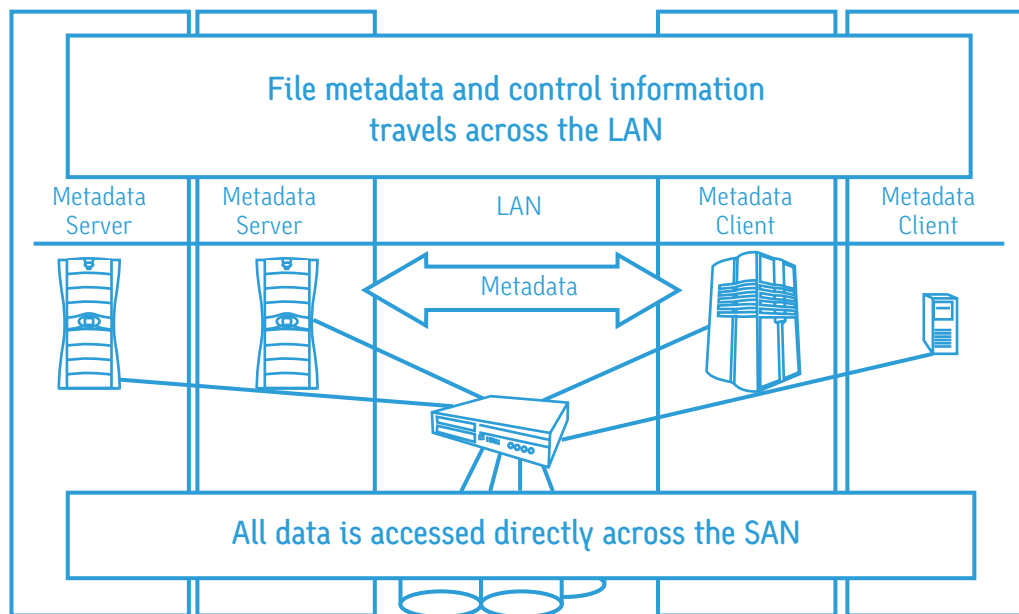 File metadata and control information
travels across the LAN
Metadata
Server
Metadata
Server
LAN
Metadata
Client
Metadata
Client
Metadata
All data is accessed directly across the SAN